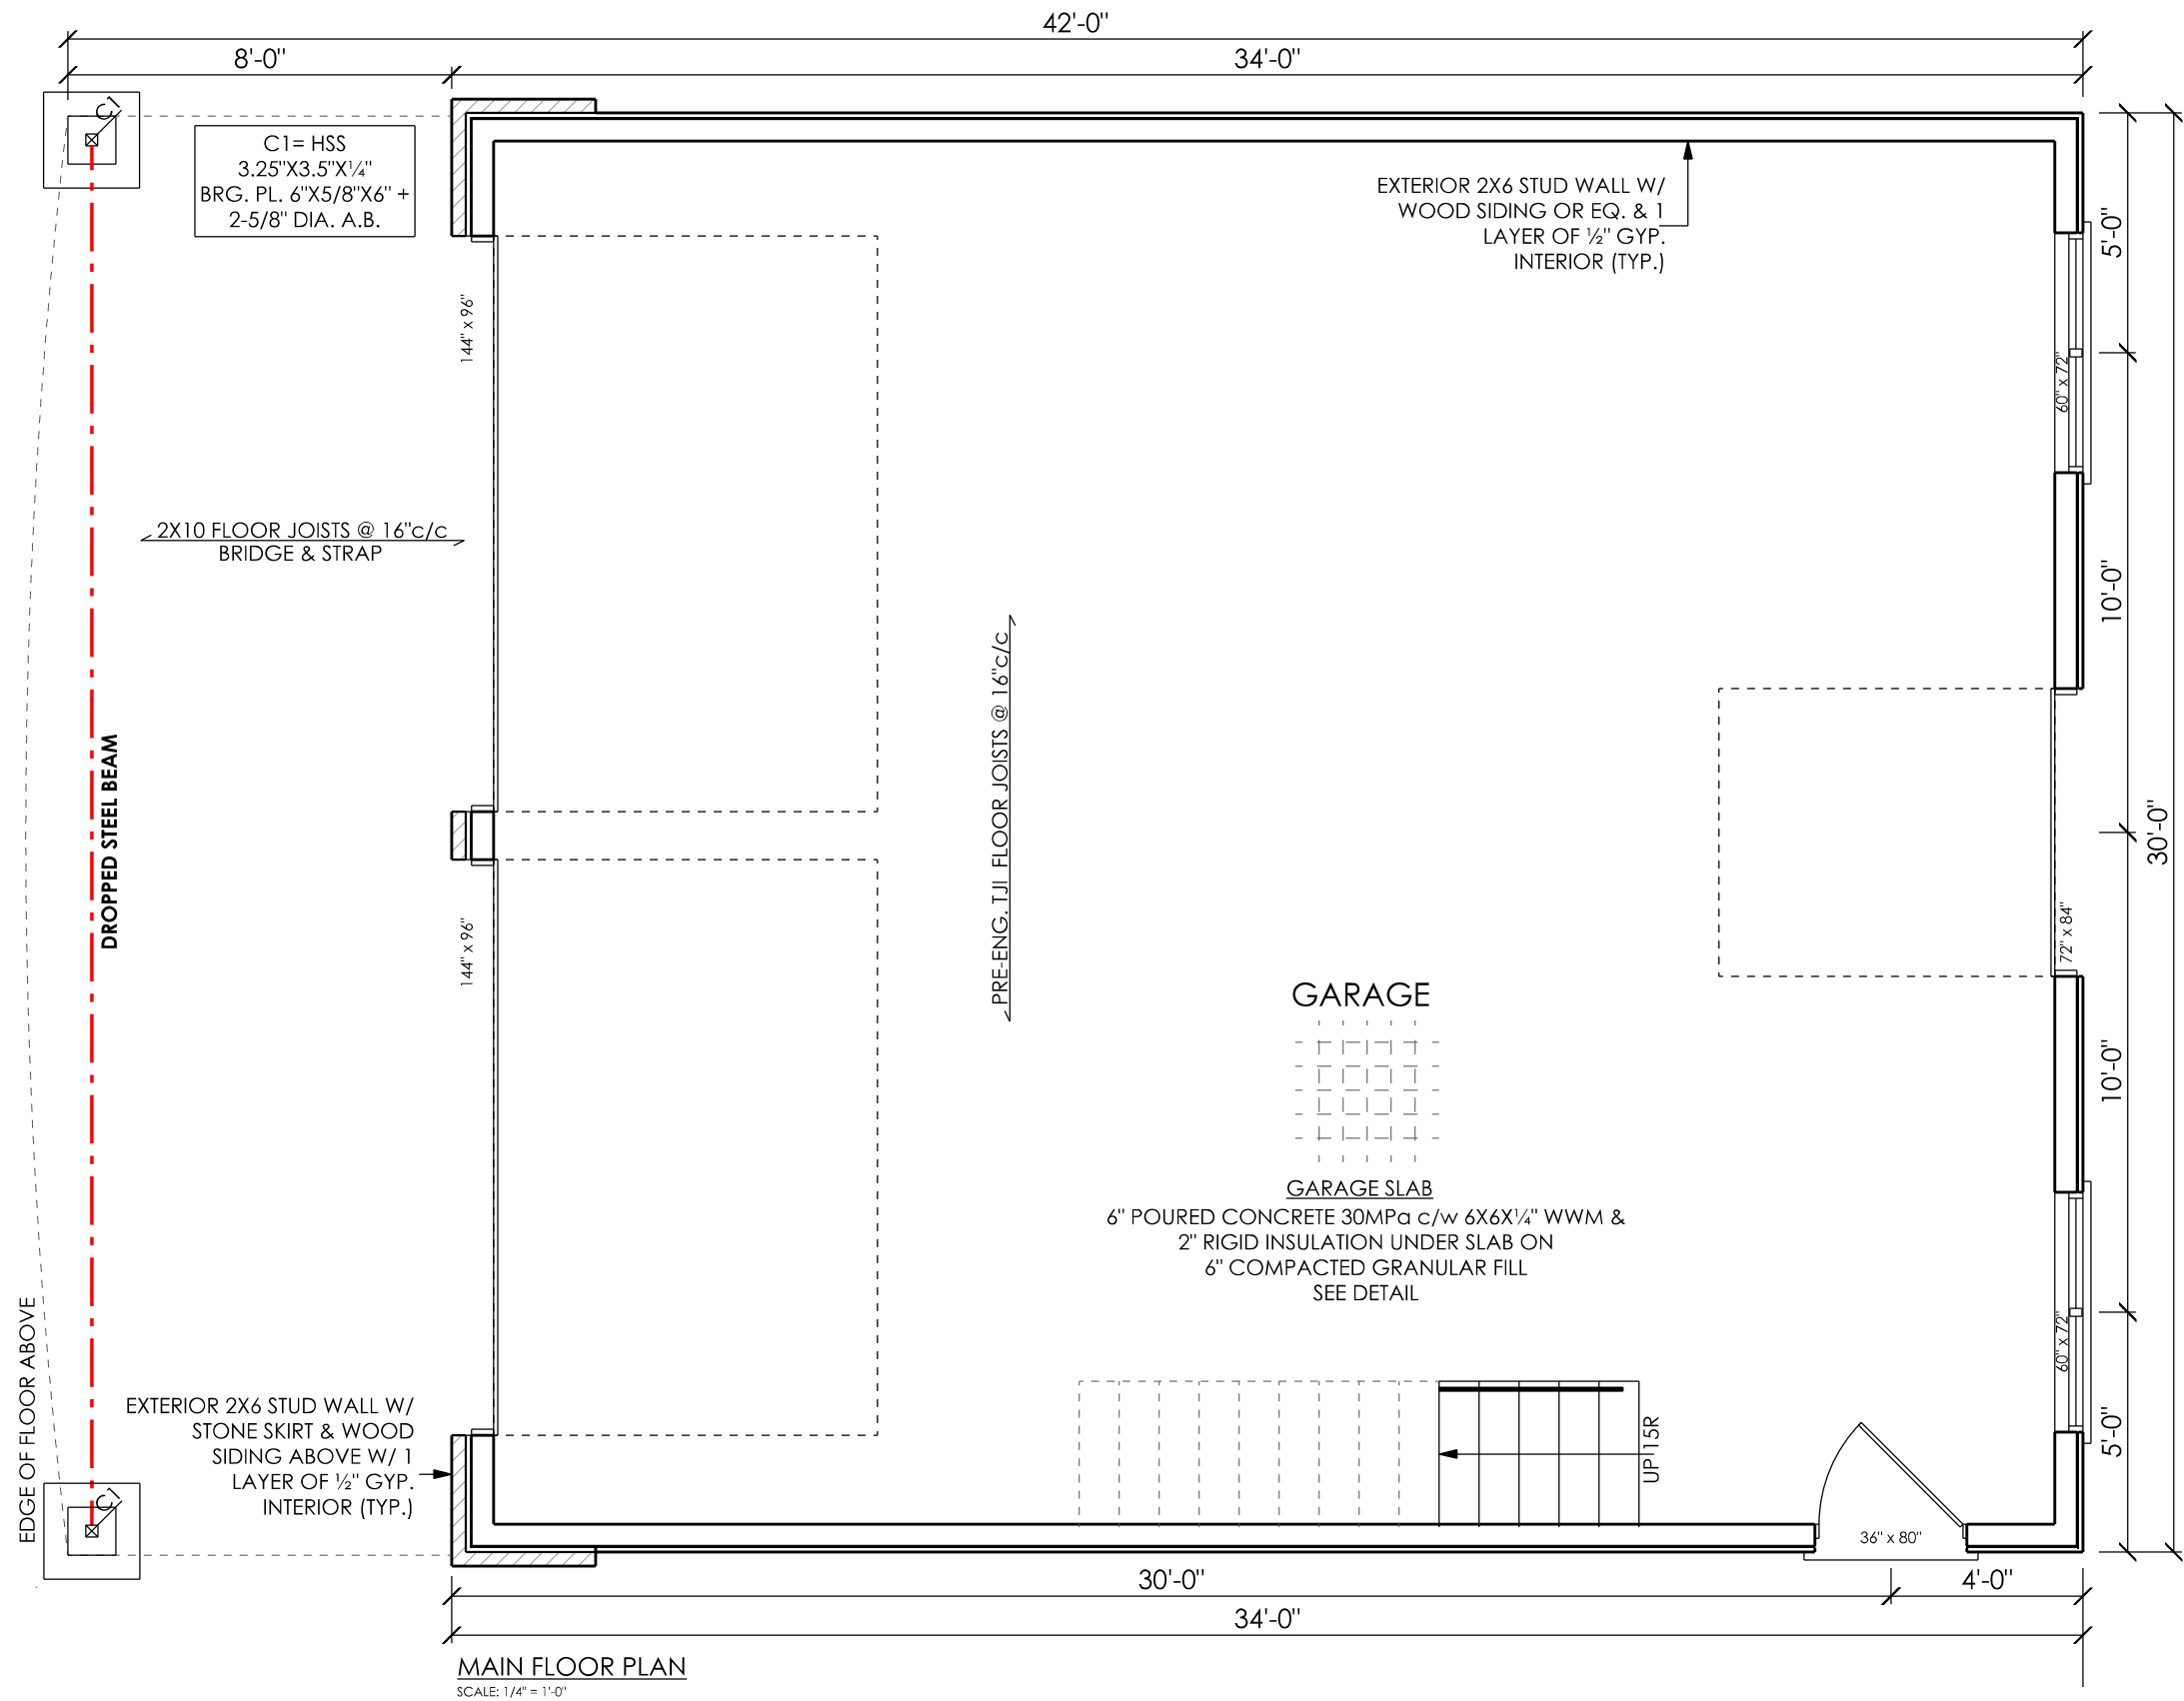 42'-0"
8'-0"
34'-0"
C1
C1= HSS
3.25"X3.5"X¼"
BRG. PL. 6"X5/8"X6" +
2-5/8" DIA. A.B.
EXTERIOR 2X6 STUD WALL W/
WOOD SIDING OR EQ. & 1
LAYER OF ½" GYP.
INTERIOR (TYP.)
5'-0"
144" x 96"
60" x 72"
2X10 FLOOR JOISTS @ 16"c/c
BRIDGE & STRAP
10'-0"
PRE-ENG. TJI FLOOR JOISTS @ 16"c/c
DROPPED STEEL BEAM
30'-0"
144" x 96"
72" x 84"
GARAGE
10'-0"
GARAGE SLAB
6" POURED CONCRETE 30MPa c/w 6X6X¼" WWM &
2" RIGID INSULATION UNDER SLAB ON
6" COMPACTED GRANULAR FILL
SEE DETAIL
EDGE OF FLOOR ABOVE
60" x 72"
EXTERIOR 2X6 STUD WALL W/
STONE SKIRT & WOOD
SIDING ABOVE W/ 1
LAYER OF ½" GYP.
INTERIOR (TYP.)
UP15R
5'-0"
C1
36" x 80"
30'-0"
4'-0"
34'-0"
MAIN FLOOR PLAN
SCALE: 1/4" = 1'-0"